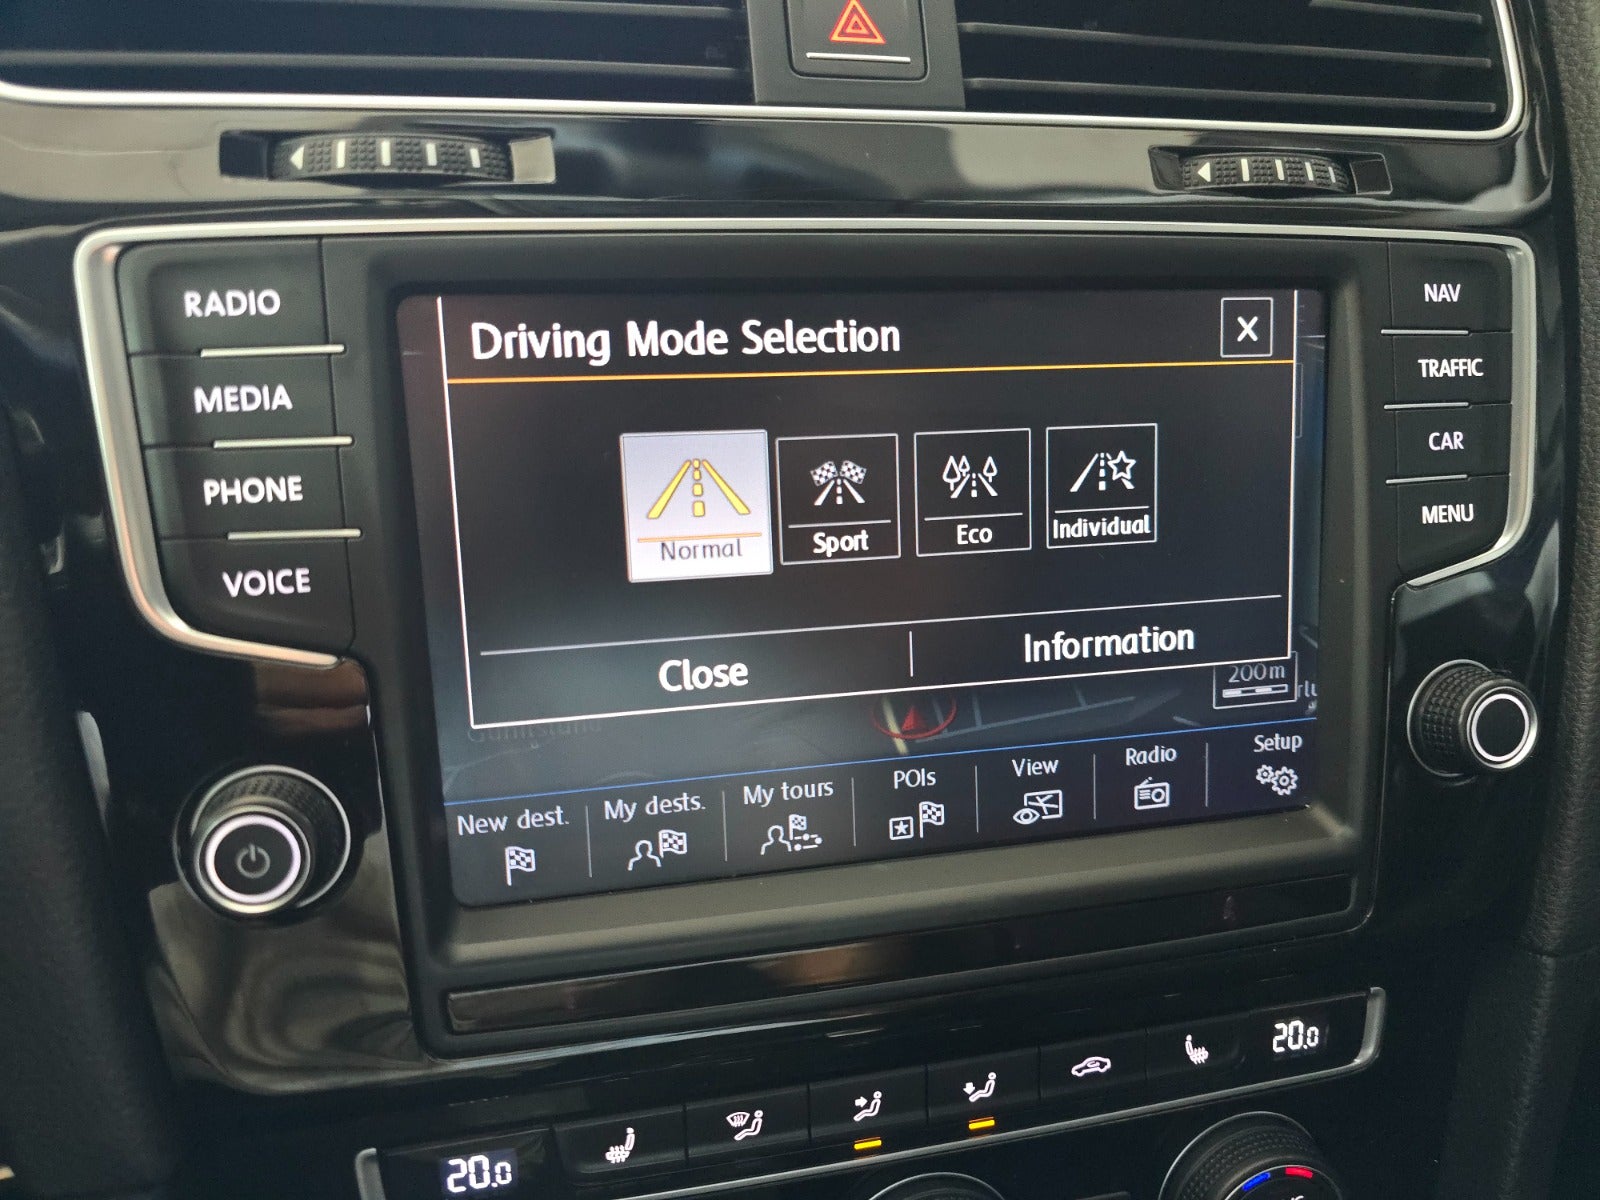 RADIO
MEDIA
PHONE
VOICE
Driving Mode Selection
X
Normal
Sport
Eco
Individual
Close
Information
200m
New dest.
My dests.
My tours
POIs
View
Radio
Setup
NAV
TRAFFIC
CAR
MENU
20.0
20.0